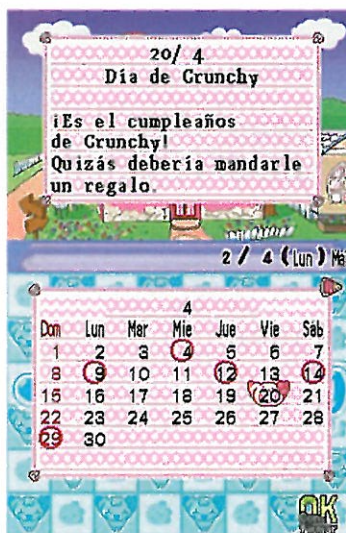 20/ 4
Día de Crunchy
¡Es el cumpleaños
de Crunchy!
Quizás debería mandarle
un regalo.
2 / 4 (Lun) Ma
4
Dom Lun Mar Mie Jue Vie Sáb
1 2 3 4 5 6 7
8 9 10 11 12 13 14
15 16 17 18 19 20 21
22 23 24 25 26 27 28
29 30
OK